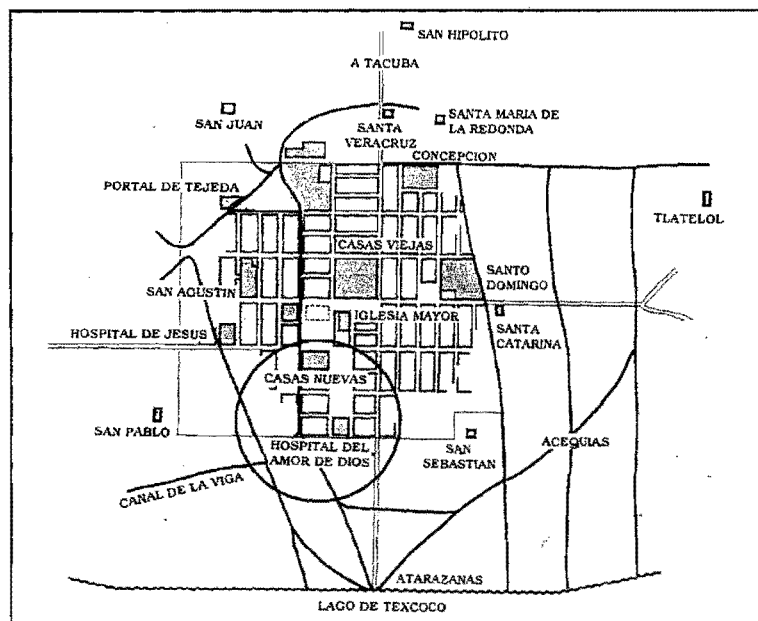 SAN HIPOLITO
A TACUBA
SAN JUAN
SANTA
VERACRUZ
SANTA MARIA DE
LA REDONDA
CONCEPCION
PORTAL DE TEJEDA
TLATELOL
CASAS VIEJAS
SANTO
DOMINGO
SAN AGUSTIN
IGLESIA MAYOR
SANTA
CATARINA
HOSPITAL DE JESUS
CASAS NUEVAS
SAN PABLO
HOSPITAL DEL
AMOR DE DIOS
SAN
SEBASTIAN
ACEQUIAS
CANAL DE LA VIGA
ATARAZANAS
LAGO DE TEXCOCO